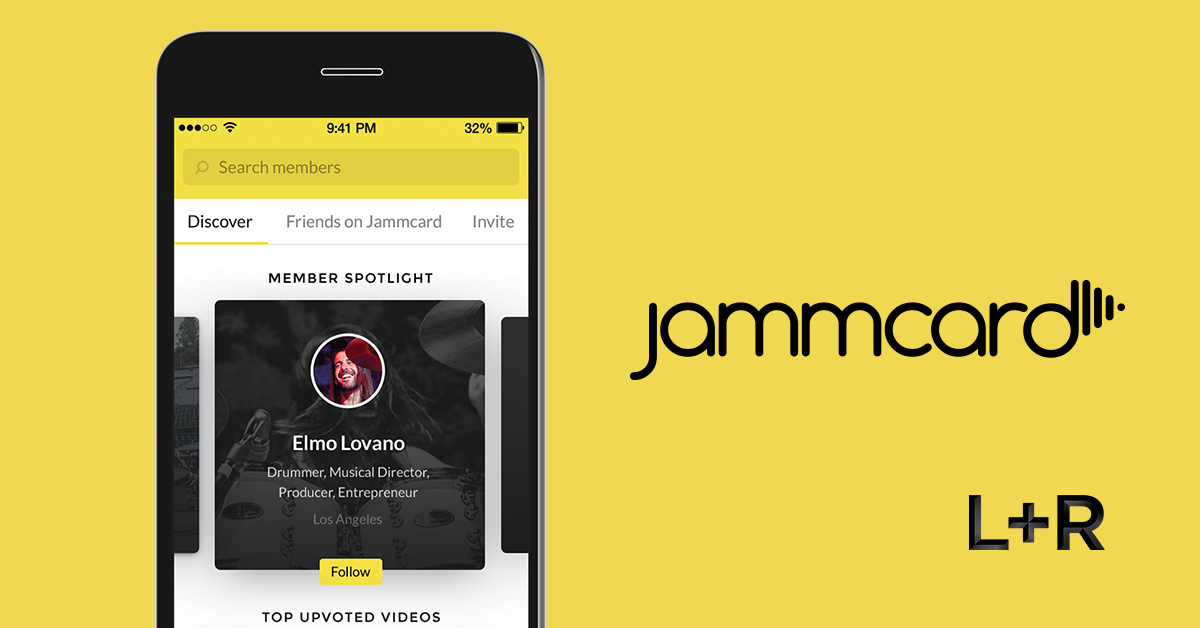 9:41 PM
32%
Search members
Discover
Friends on Jammcard
Invite
MEMBER SPOTLIGHT
Elmo Lovano
Drummer, Musical Director,
Producer, Entrepreneur
Los Angeles
Follow
TOP UPVOTED VIDEOS
jammcard
L+R